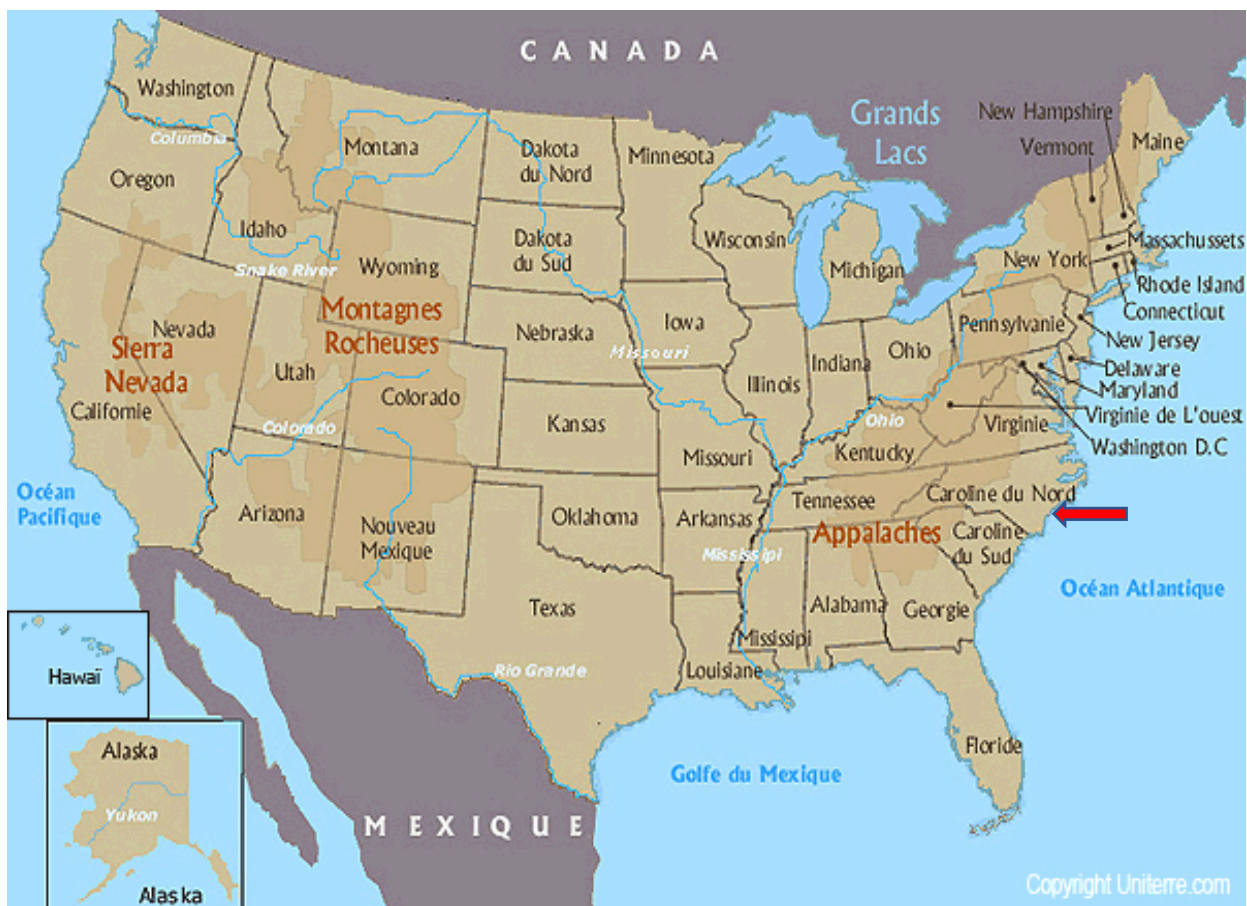 CANADA
Washington
Columbia
Montana
Dakota
du Nord
Minnesota
Grands
Lacs
New Hampshire
Vermont
Maine
Oregon
Idaho
Snake River
Wyoming
Dakota
du Sud
Wisconsin
Michigan
New York
Massachussets
Rhode Island
Connecticut
New Jersey
Delaware
Maryland
Virginie de L'ouest
Washington D.C
Montagnes
Rocheuses
Sierra
Nevada
Nevada
Utah
Californie
Colorado
Colorado
Nebraska
Iowa
Missouri
Illinois
Indiana
Ohio
Pennsylvanie
Kansas
Missouri
Ohio
Kentucky
Virginie
Océan
Pacifique
Arizona
Nouveau
Mexique
Oklahoma
Arkansas
Tennessee
Caroline du Nord
Appalaches
Caroline
du Sud
Mississipi
Océan Atlantique
Texas
Alabama
Georgie
Mississipi
Louisiane
Rio Grande
Hawaï
Floride
Golfe du Mexique
Alaska
Yukon
Alaska
MEXIQUE
Copyright Uniterre.com